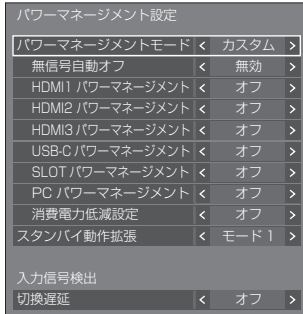 パワーマネージメント設定
パワーマネージメントモード < カスタム >
無信号自動オフ < 無効 >
HDMI1 パワーマネージメント < オフ >
HDMI2 パワーマネージメント < オフ >
HDMI3 パワーマネージメント < オフ >
USB-C パワーマネージメント < オフ >
SLOT パワーマネージメント < オフ >
PC パワーマネージメント < オフ >
消費電力低減設定 < オフ >
スタンバイ動作拡張 < モード 1 >
入力信号検出
切換遅延 < オフ >